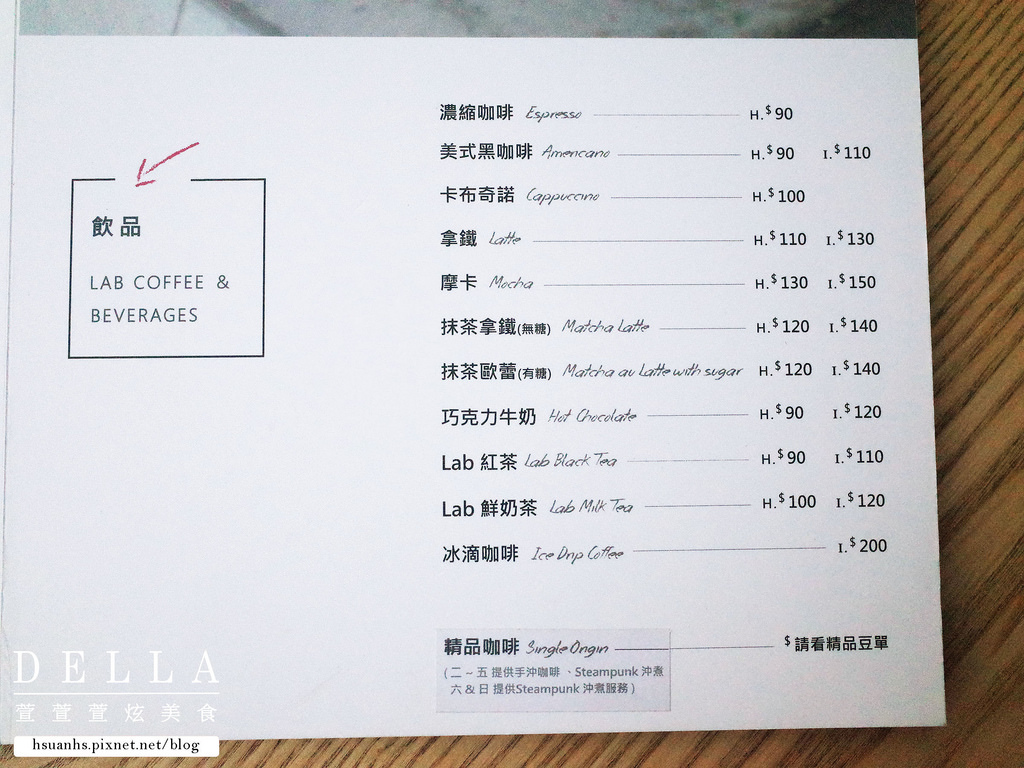 飲品
LAB COFFEE &
BEVERAGES
濃縮咖啡 Espresso H.$90
美式黑咖啡 Americano H.$90 I.$110
卡布奇諾 Cappuccino H.$100
拿鐵 Latte H.$110 I.$130
摩卡 Mocha H.$130 I.$150
抹茶拿鐵(無糖) Matcha Latte H.$120 I.$140
抹茶歐蕾(有糖) Matcha au Latte with sugar H.$120 I.$140
巧克力牛奶 Hot Chocolate H.$90 I.$120
Lab 紅茶 Lab Black Tea H.$90 I.$110
Lab 鮮奶茶 Lab Milk Tea H.$100 I.$120
冰滴咖啡 Ice Drip Coffee I.$200
精品咖啡 Single Origin $請看精品豆單
(二~五 提供手沖咖啡、Steampunk 沖煮
六&日 提供Steampunk 沖煮服務)
DELLA
萱萱萱炫美食
hsuanhs.pixnet.net/blog